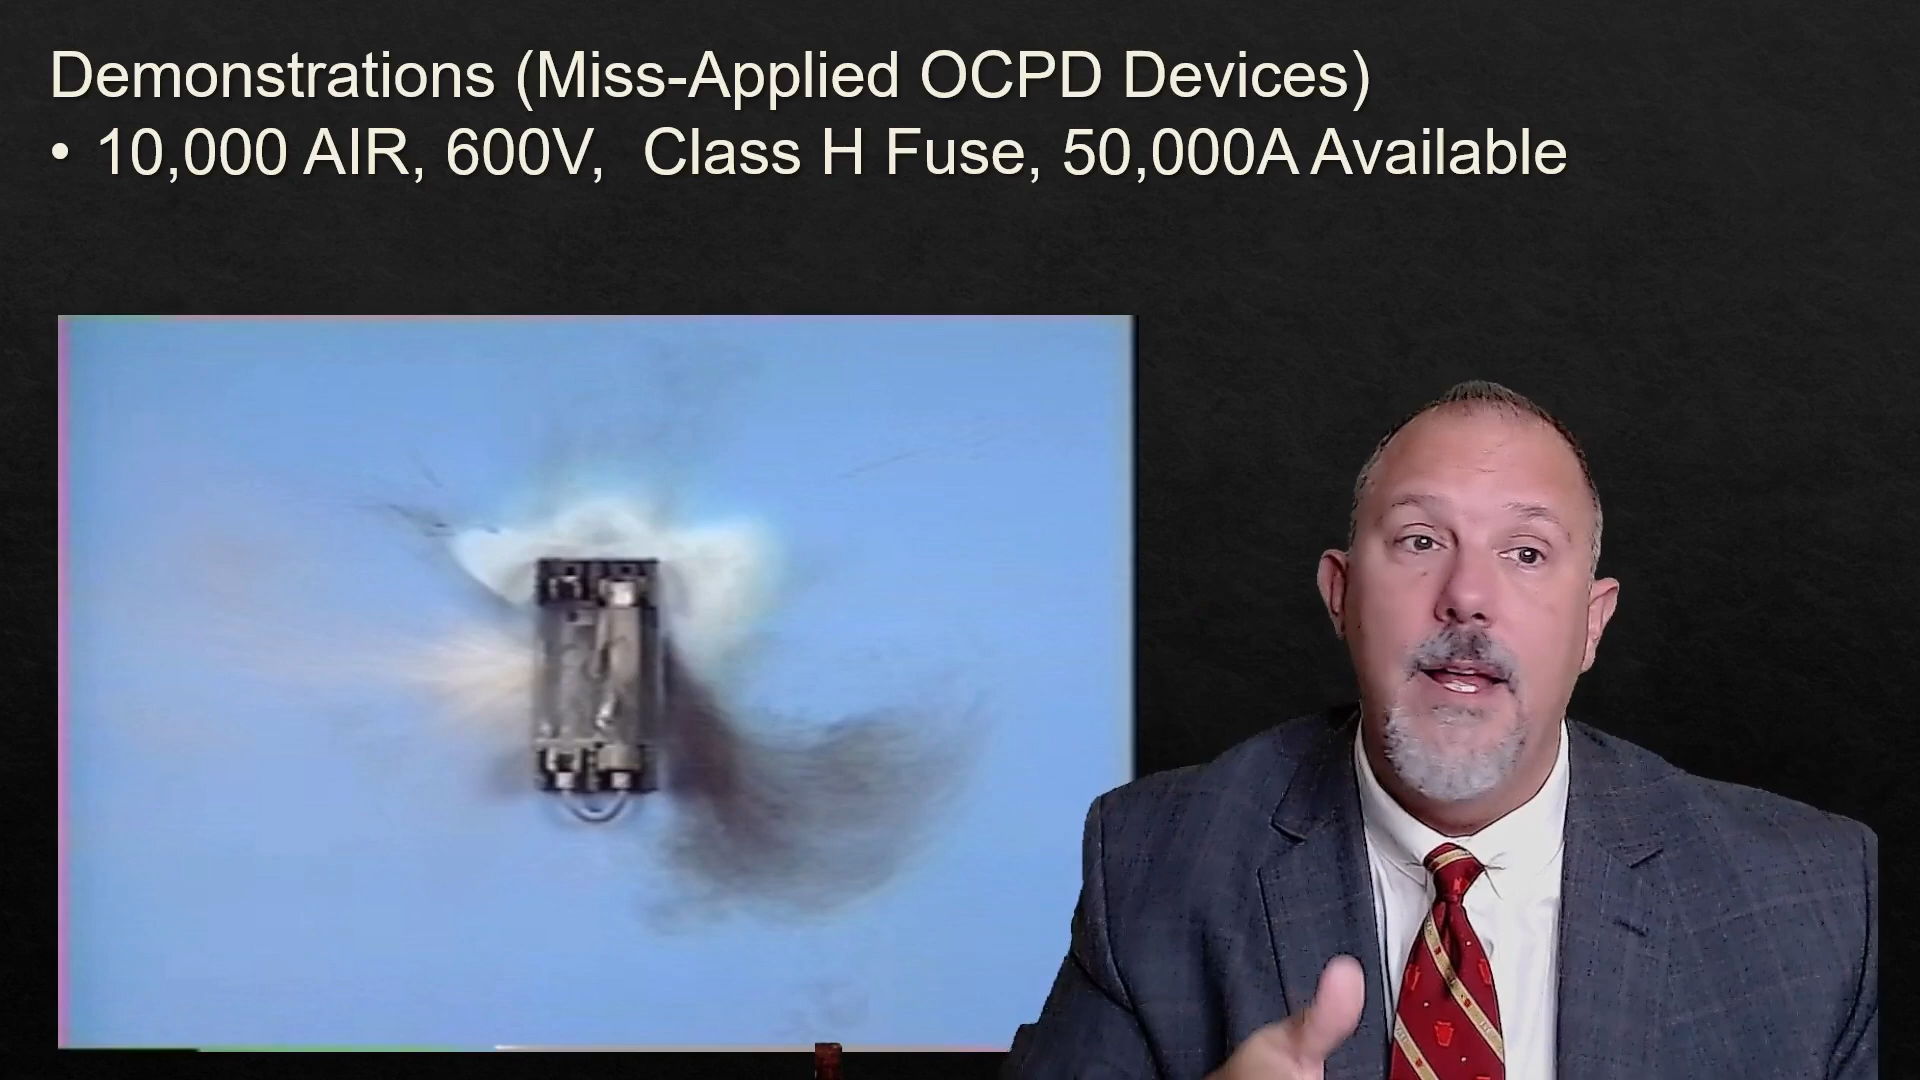 Demonstrations (Miss-Applied OCPD Devices)
• 10,000 AIR, 600V, Class H Fuse, 50,000A Available